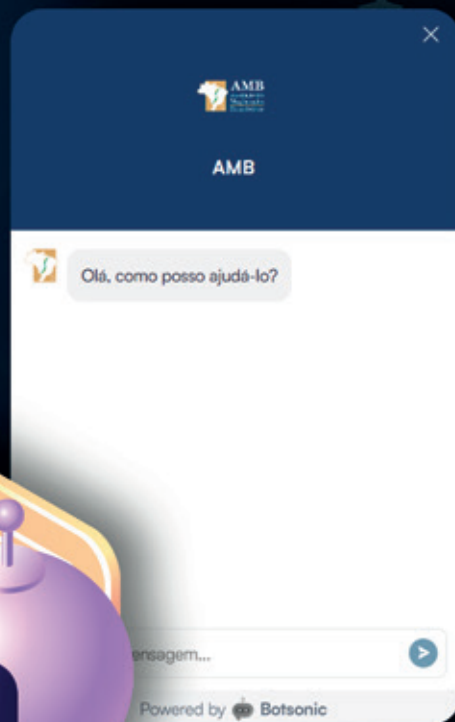 AMB
AMB
Olá, como posso ajudá-lo?
ensagem...
Powered by Botsonic